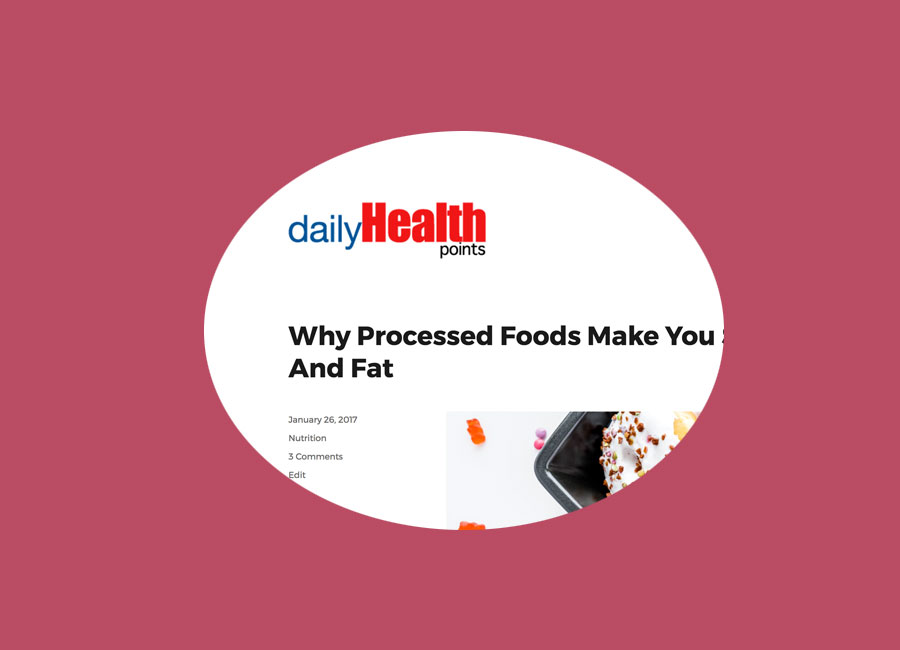 dailyHealth
points
Why Processed Foods Make You
And Fat
January 26, 2017
Nutrition
3 Comments
Edit